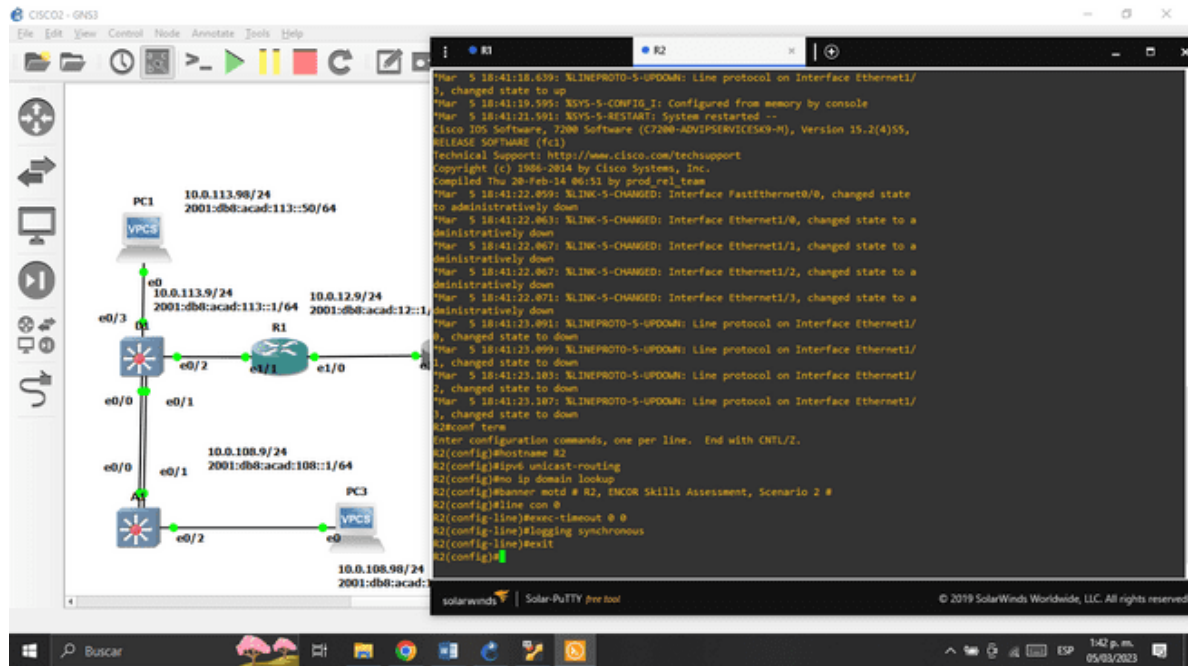 CISCO2 - GNS3
File Edit View Control Node Annotate Tools Help
R1
R2
PC1
10.0.113.98/24
2001:db8:acad:113::50/64
VPCS
e0
10.0.113.9/24
2001:db8:acad:113::1/64
10.0.12.9/24
2001:db8:acad:12::1/
e0/3
D1
R1
e0/2
e1/1
e1/0
e0/0
e0/1
10.0.108.9/24
2001:db8:acad:108::1/64
e0/0
e0/1
A1
PC3
VPCS
e0/2
e0
10.0.108.98/24
2001:db8:acad:1
*Mar 5 18:41:18.639: %LINEPROTO-5-UPDOWN: Line protocol on Interface Ethernet1/
3, changed state to up
*Mar 5 18:41:19.595: %SYS-5-CONFIG_I: Configured from memory by console
*Mar 5 18:41:21.591: %SYS-5-RESTART: System restarted --
Cisco IOS Software, 7200 Software (C7200-ADVIPSERVICESK9-M), Version 15.2(4)S5,
RELEASE SOFTWARE (fc1)
Technical Support: http://www.cisco.com/techsupport
Copyright (c) 1986-2014 by Cisco Systems, Inc.
Compiled Thu 20-Feb-14 06:51 by prod_rel_team
*Mar 5 18:41:22.059: %LINK-5-CHANGED: Interface FastEthernet0/0, changed state
to administratively down
*Mar 5 18:41:22.063: %LINK-5-CHANGED: Interface Ethernet1/0, changed state to a
dministratively down
*Mar 5 18:41:22.067: %LINK-5-CHANGED: Interface Ethernet1/1, changed state to a
dministratively down
*Mar 5 18:41:22.067: %LINK-5-CHANGED: Interface Ethernet1/2, changed state to a
dministratively down
*Mar 5 18:41:22.071: %LINK-5-CHANGED: Interface Ethernet1/3, changed state to a
dministratively down
*Mar 5 18:41:23.091: %LINEPROTO-5-UPDOWN: Line protocol on Interface Ethernet1/
0, changed state to down
*Mar 5 18:41:23.099: %LINEPROTO-5-UPDOWN: Line protocol on Interface Ethernet1/
1, changed state to down
*Mar 5 18:41:23.103: %LINEPROTO-5-UPDOWN: Line protocol on Interface Ethernet1/
2, changed state to down
*Mar 5 18:41:23.107: %LINEPROTO-5-UPDOWN: Line protocol on Interface Ethernet1/
3, changed state to down
R2#conf term
Enter configuration commands, one per line. End with CNTL/Z.
R2(config)#hostname R2
R2(config)#ipv6 unicast-routing
R2(config)#no ip domain lookup
R2(config)#banner motd # R2, ENCOR Skills Assessment, Scenario 2 #
R2(config)#line con 0
R2(config-line)#exec-timeout 0 0
R2(config-line)#logging synchronous
R2(config-line)#exit
R2(config)#
solarwinds | Solar-PuTTY free tool
© 2019 SolarWinds Worldwide, LLC. All rights reserved
Buscar
ESP
1:42 p. m.
05/03/2023